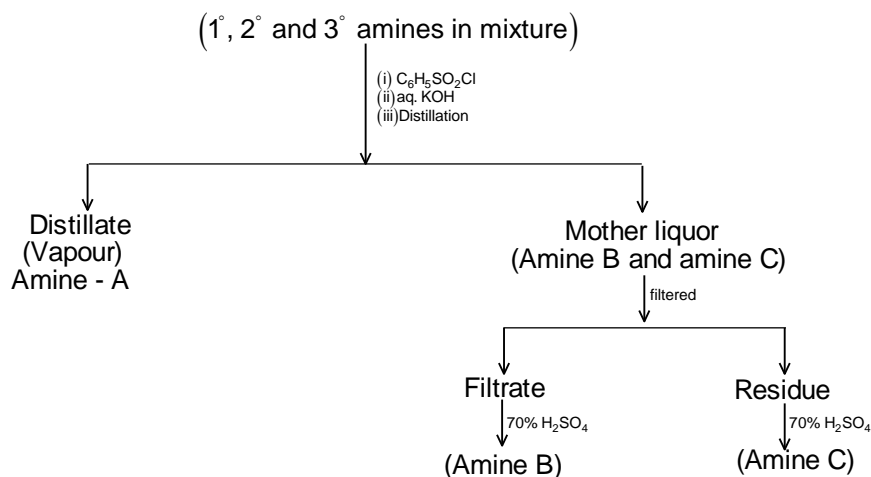 (1°, 2° and 3° amines in mixture)
(i) C₆H₅SO₂Cl
(ii) aq. KOH
(iii) Distillation
Distillate
(Vapour)
Amine - A
Mother liquor
(Amine B and amine C)
filtered
Filtrate
Residue
70% H₂SO₄
70% H₂SO₄
(Amine B)
(Amine C)